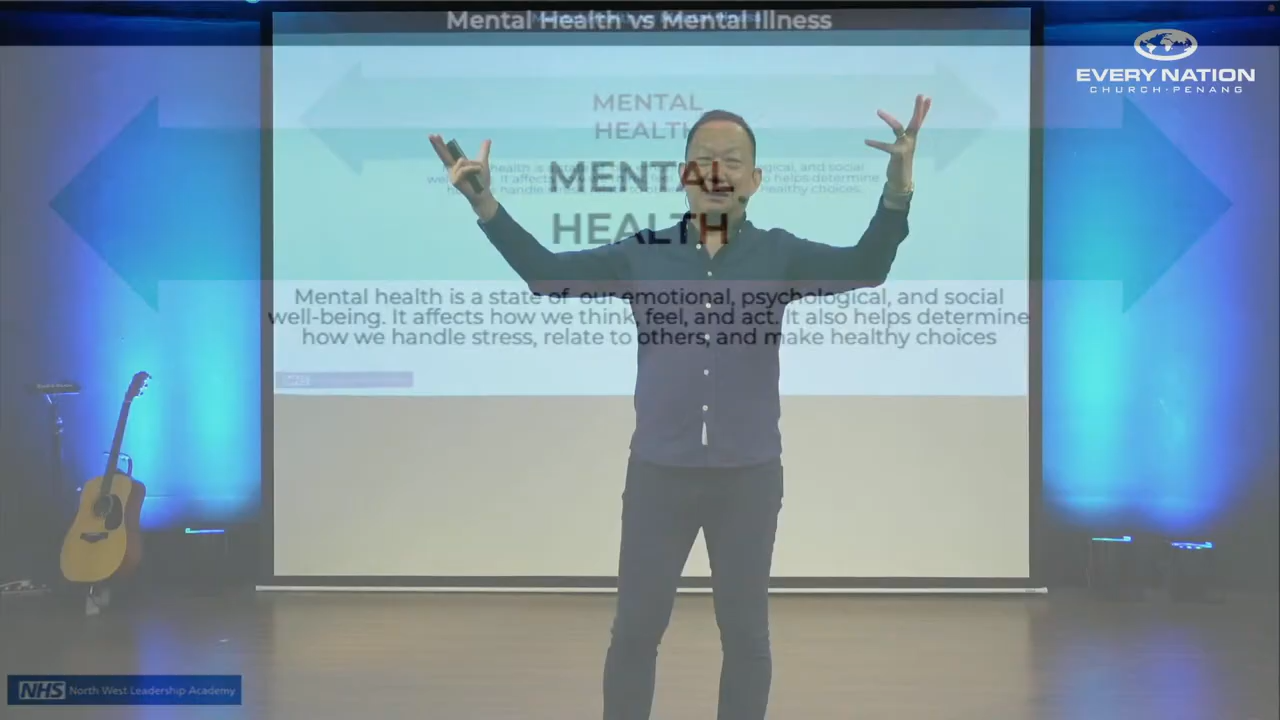 Mental Health vs Mental Illness
EVERY NATION
CHURCH · PENANG
MENTAL
HEALTH
MENTAL
HEALTH
Mental health is a state of our emotional, psychological, and social
well-being. It affects how we think, feel, and act. It also helps determine
how we handle stress, relate to others, and make healthy choices
NHS
NHS North West Leadership Academy